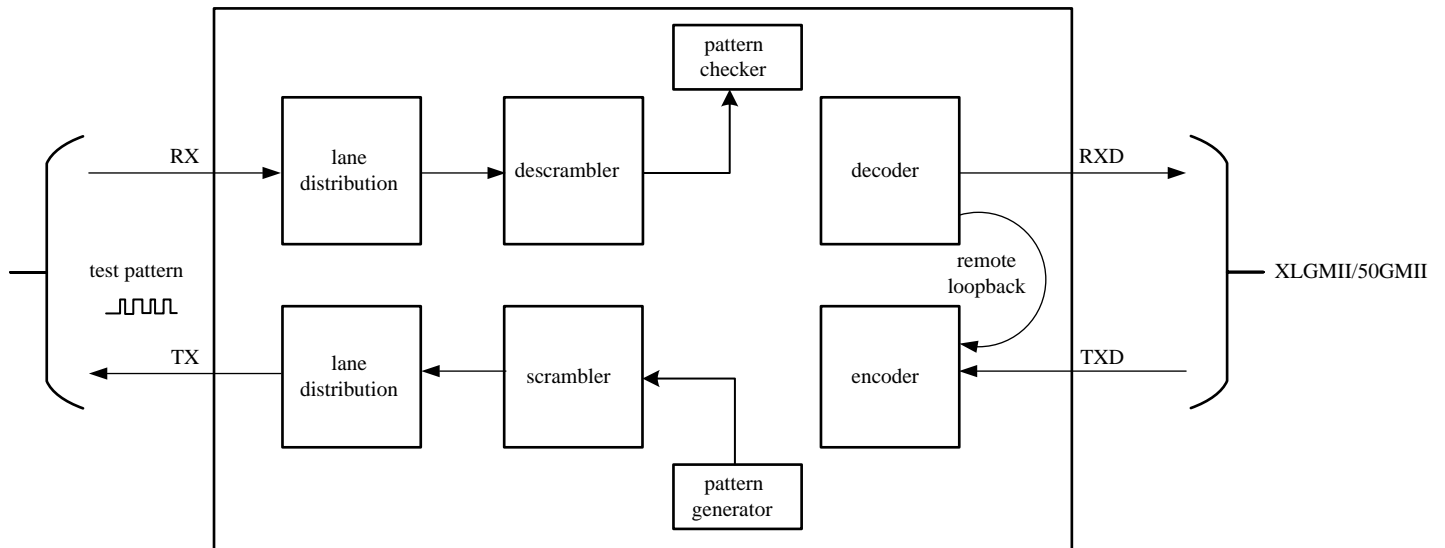 pattern
checker
RX
lane
distribution
descrambler
decoder
RXD
test pattern
remote
loopback
XLGMII/50GMII
TX
lane
distribution
scrambler
encoder
TXD
pattern
generator